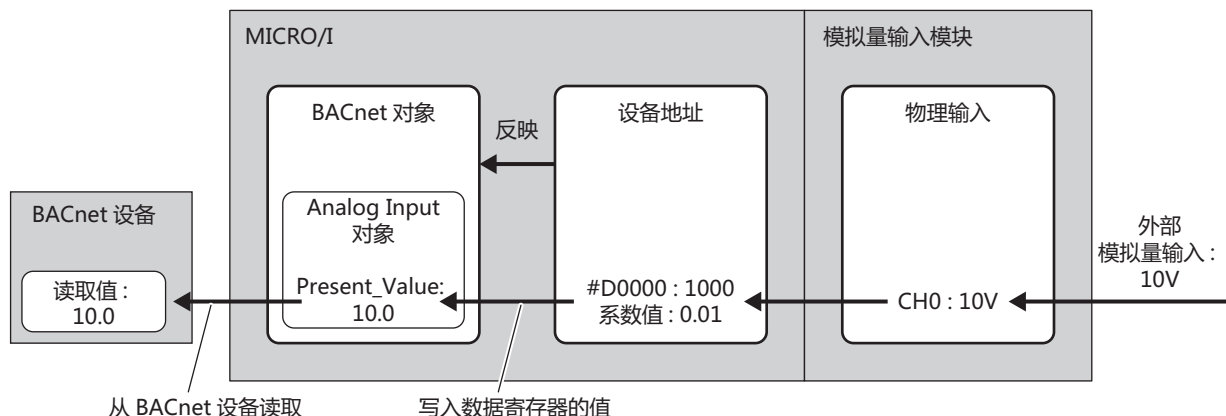 MICRO/I
模拟量输入模块
BACnet 对象
设备地址
物理输入
反映
BACnet 设备
Analog Input
对象
外部
模拟量输入 :
10V
读取值 :
10.0
Present_Value:
10.0
#D0000 : 1000
系数值 : 0.01
CH0 : 10V
从 BACnet 设备读取
写入数据寄存器的值